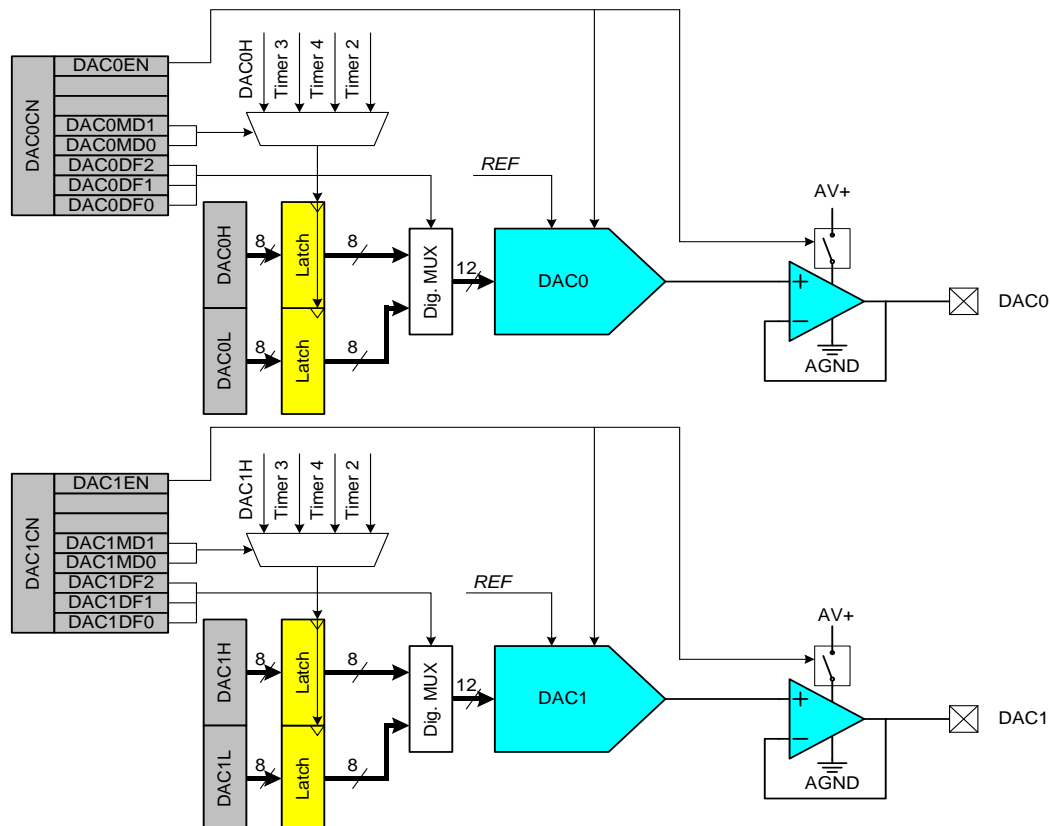 DAC0CN
DAC0EN
DAC0MD1
DAC0MD0
DAC0DF2
DAC0DF1
DAC0DF0
DAC0H
Timer 3
Timer 4
Timer 2
REF
AV+
DAC0H
8
Latch
8
Dig. MUX
12
DAC0
+
−
DAC0
DAC0L
8
Latch
8
AGND
DAC1CN
DAC1EN
DAC1MD1
DAC1MD0
DAC1DF2
DAC1DF1
DAC1DF0
DAC1H
Timer 3
Timer 4
Timer 2
REF
AV+
DAC1H
8
Latch
8
Dig. MUX
12
DAC1
+
−
DAC1
DAC1L
8
Latch
8
AGND